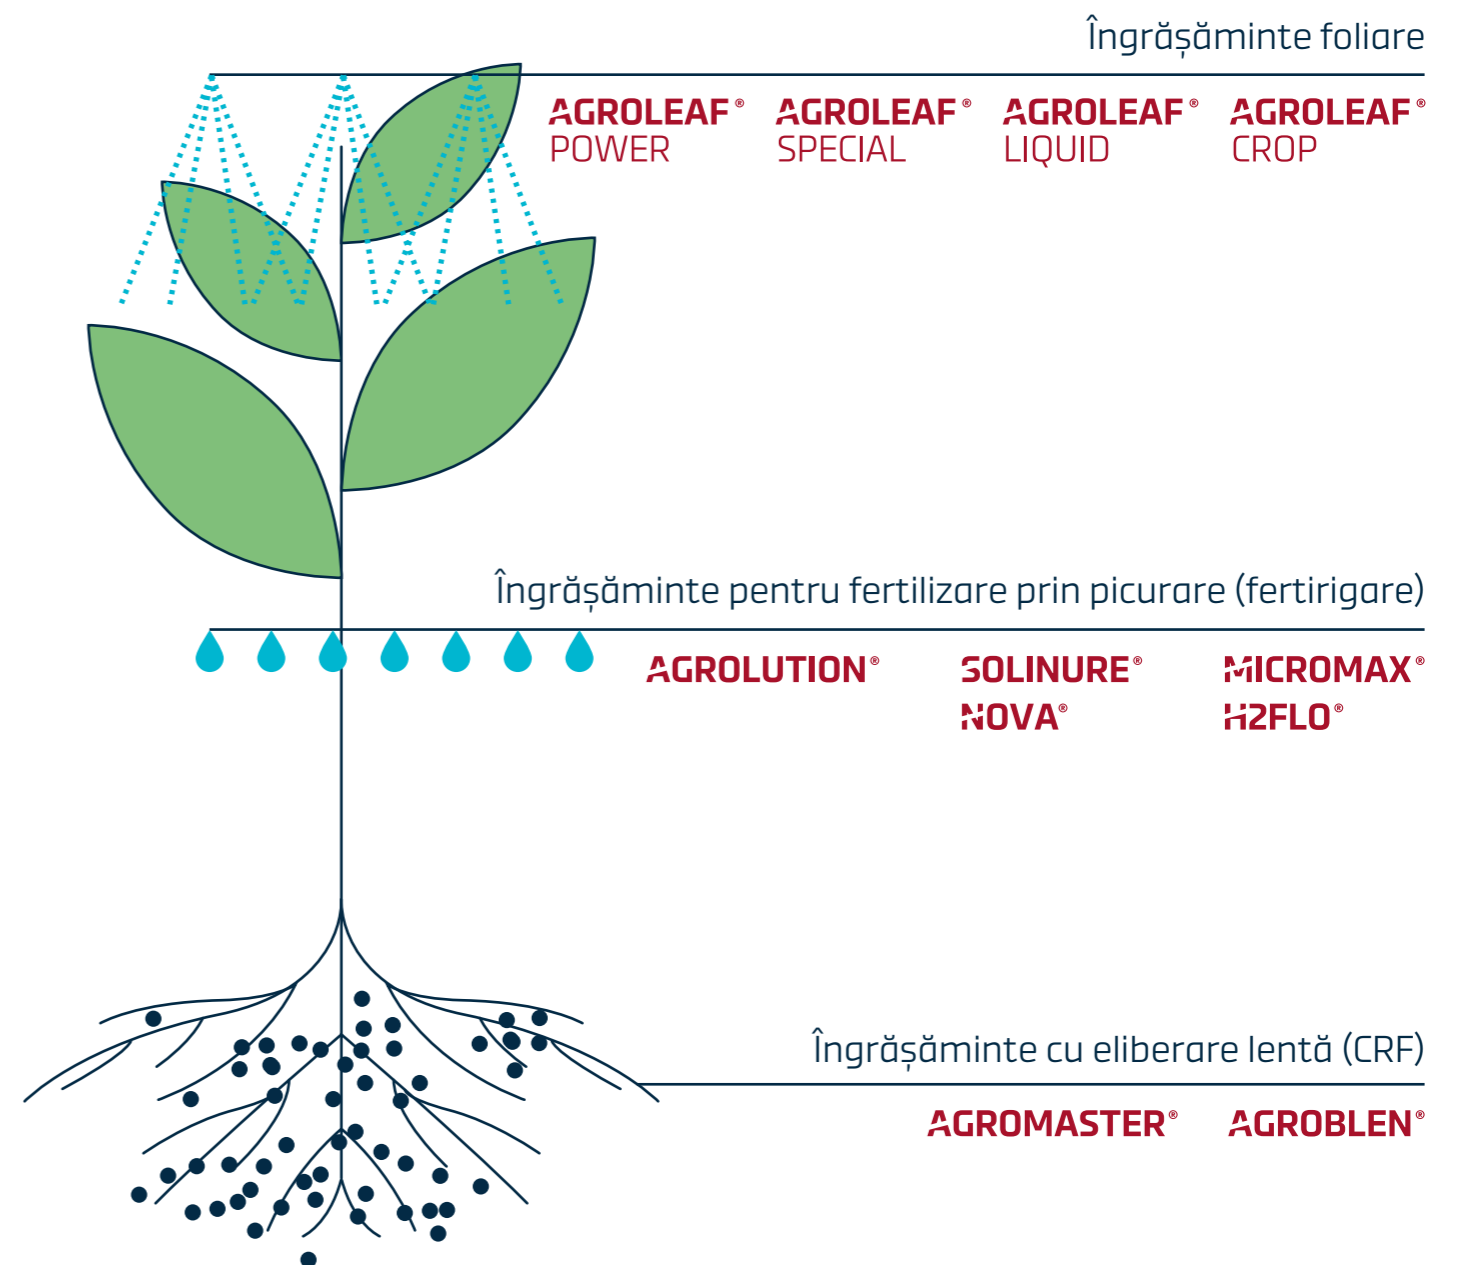 Îngrășăminte foliare
AGROLEAF® AGROLEAF® AGROLEAF® AGROLEAF®
POWER SPECIAL LIQUID CROP
Îngrășăminte pentru fertilizare prin picurare (fertirigare)
AGROLUTION® SOLINURE® MICROMAX®
NOVA® H2FLO®
Îngrășăminte cu eliberare lentă (CRF)
AGROMASTER® AGROBLEN®